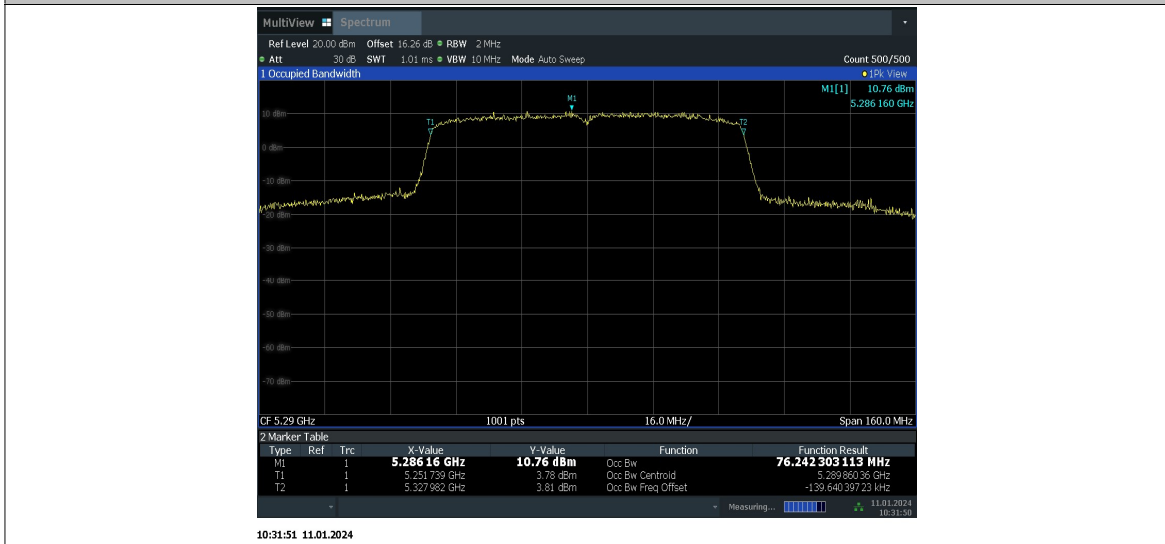 MultiView Spectrum
Ref Level 20.00 dBm Offset 16.26 dB RBW 2 MHz
Att 30 dB SWT 1.01 ms VBW 10 MHz Mode Auto Sweep Count 500/500
1 Occupied Bandwidth 1Pk View
M1[1] 10.76 dBm
5.286 160 GHz
M1
10 dBm
T1 T2
0 dBm
-10 dBm
-20 dBm
-30 dBm
-40 dBm
-50 dBm
-60 dBm
-70 dBm
CF 5.29 GHz 1001 pts 16.0 MHz/ Span 160.0 MHz
2 Marker Table
Type Ref Trc X-Value Y-Value Function Function Result
M1 1 5.286 16 GHz 10.76 dBm Occ Bw 76.242 303 113 MHz
T1 1 5.251 739 GHz 3.78 dBm Occ Bw Centroid 5.289 860 36 GHz
T2 1 5.327 982 GHz 3.81 dBm Occ Bw Freq Offset -139.640 397 23 kHz
Measuring... 11.01.2024
10:31:50
10:31:51 11.01.2024